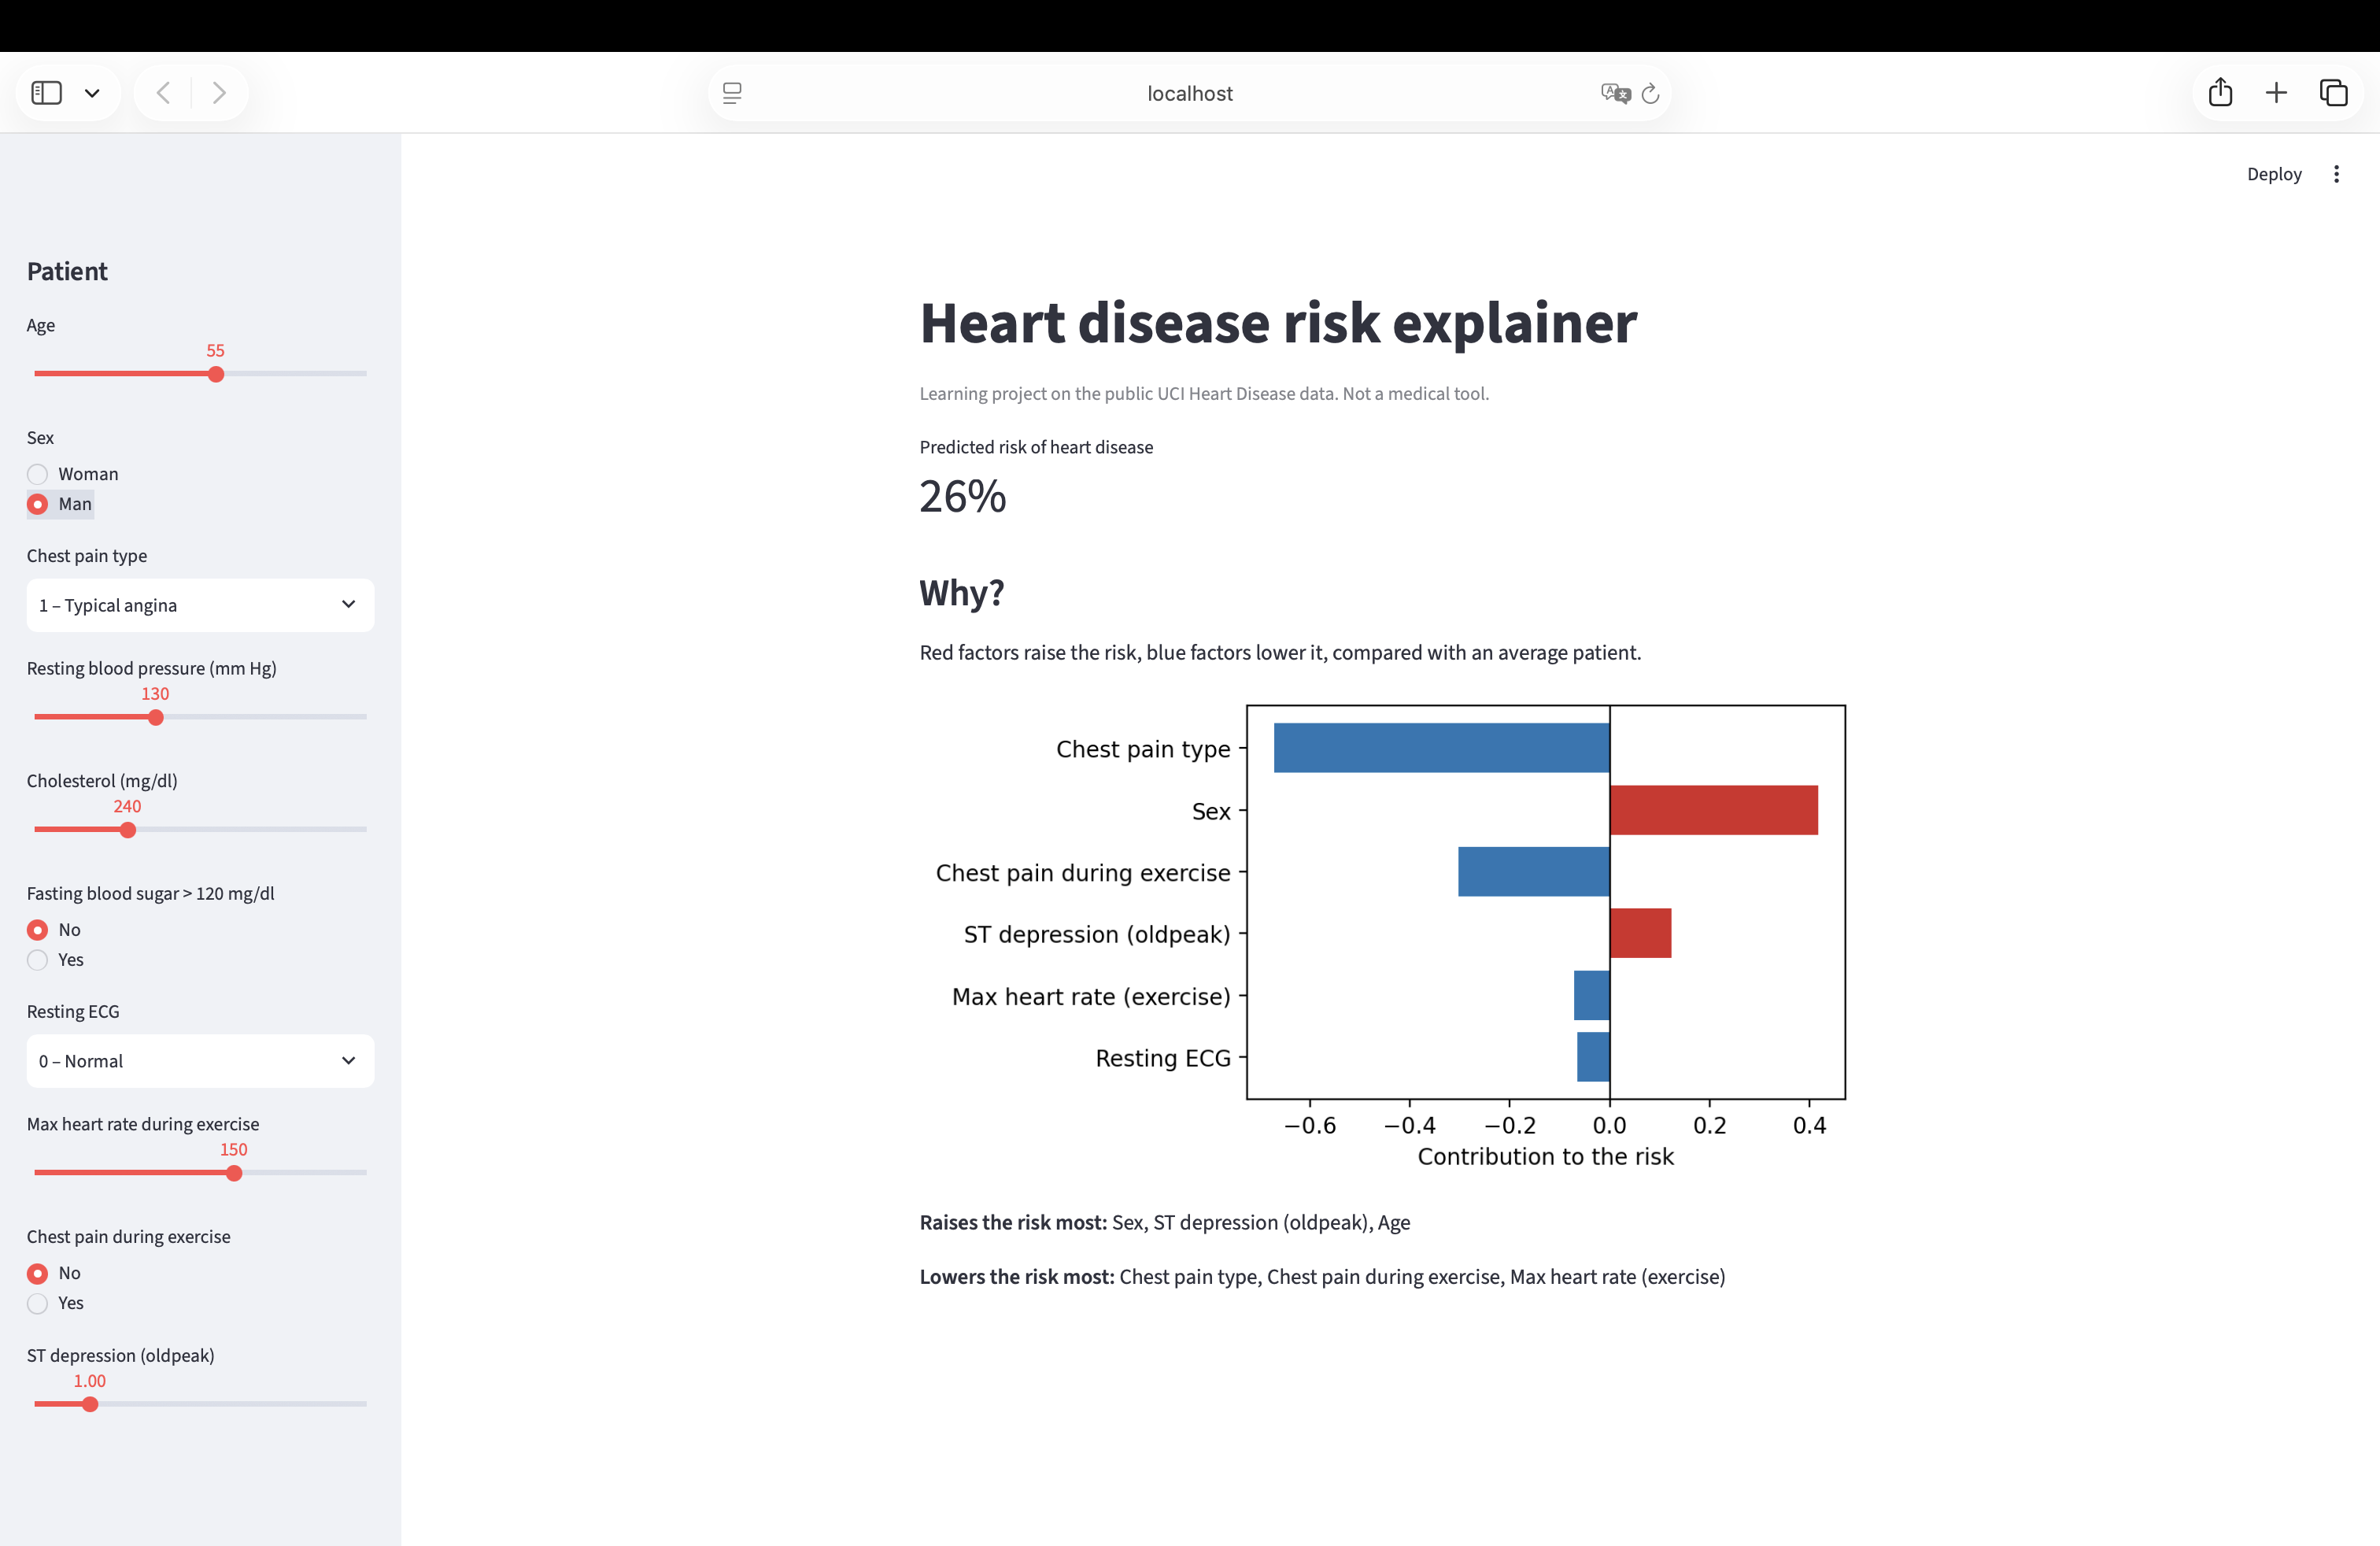 localhost
Deploy
Patient
Age
55
Sex
Woman
Man
Chest pain type
1 – Typical angina
Resting blood pressure (mm Hg)
130
Cholesterol (mg/dl)
240
Fasting blood sugar > 120 mg/dl
No
Yes
Resting ECG
0 – Normal
Max heart rate during exercise
150
Chest pain during exercise
No
Yes
ST depression (oldpeak)
1.00
Heart disease risk explainer
Learning project on the public UCI Heart Disease data. Not a medical tool.
Predicted risk of heart disease
26%
Why?
Red factors raise the risk, blue factors lower it, compared with an average patient.
Chest pain type
Sex
Chest pain during exercise
ST depression (oldpeak)
Max heart rate (exercise)
Resting ECG
−0.6 −0.4 −0.2 0.0 0.2 0.4
Contribution to the risk
Raises the risk most: Sex, ST depression (oldpeak), Age
Lowers the risk most: Chest pain type, Chest pain during exercise, Max heart rate (exercise)